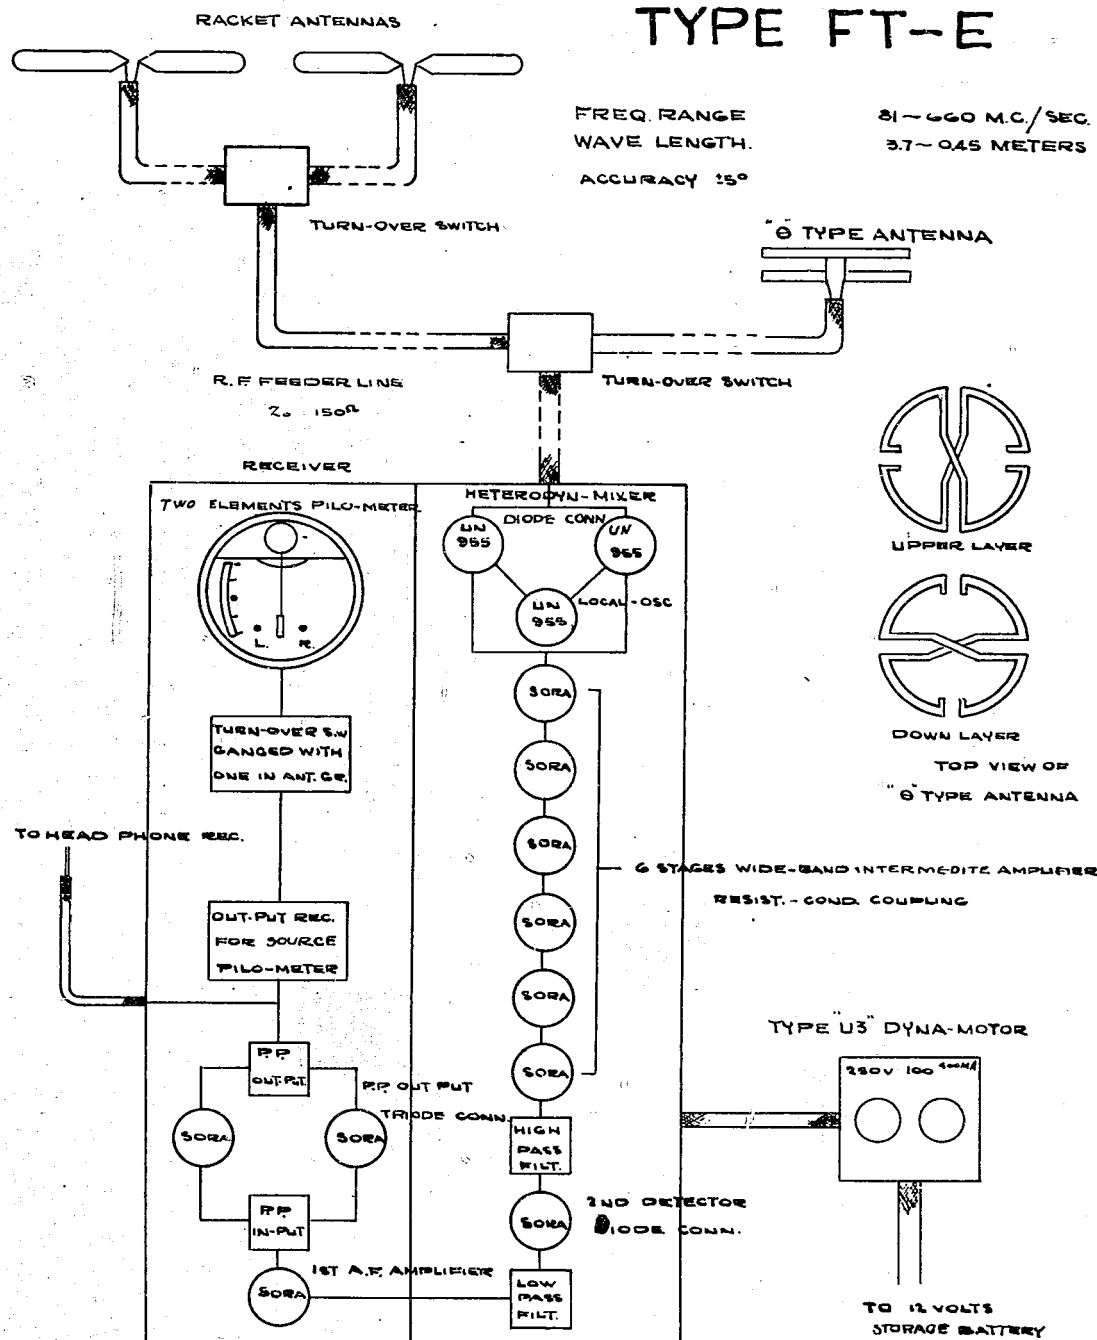 TYPE FT-E
RACKET ANTENNAS
FREQ. RANGE 81~660 M.C./SEC.
WAVE LENGTH. 3.7~0.45 METERS
ACCURACY ±5°
TURN-OVER SWITCH
"θ" TYPE ANTENNA
R.F FEEDER LINE
Zo 150Ω
TURN-OVER SWITCH
RECEIVER
TWO ELEMENTS PILO-METER
L. R.
TURN-OVER S.W
GANGED WITH
ONE IN ANT. GR.
TO HEAD PHONE REC.
OUT-PUT REC.
FOR SOURCE
PILO-METER
P.P.
OUT-PUT.
P.P. OUT PUT
TRIODE CONN.
SORA
SORA
P.P.
IN-PUT
1ST A.F. AMPLIFIER
SORA
HETERODYN-MIXER
DIODE CONN.
UN
955
UN
955
UN
955
LOCAL-OSC
SORA
SORA
SORA
SORA
SORA
SORA
6 STAGES WIDE-BAND INTERMEDITE AMPLIFIER
RESIST.-COND. COUPLING
HIGH
PASS
FILT.
SORA
2ND DETECTOR
DIODE CONN.
LOW
PASS
FILT.
UPPER LAYER
DOWN LAYER
TOP VIEW OF
"θ" TYPE ANTENNA
TYPE "U3" DYNA-MOTOR
250V 100
TO 12 VOLTS
STORAGE BATTERY